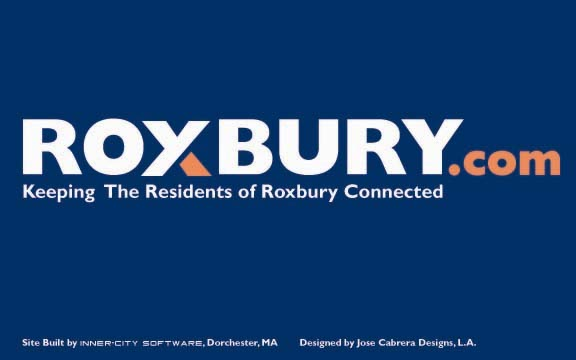 ROXBURY.com
Keeping The Residents of Roxbury Connected
Site Built by INNER-CITY SOFTWARE, Dorchester, MA Designed by Jose Cabrera Designs, L.A.